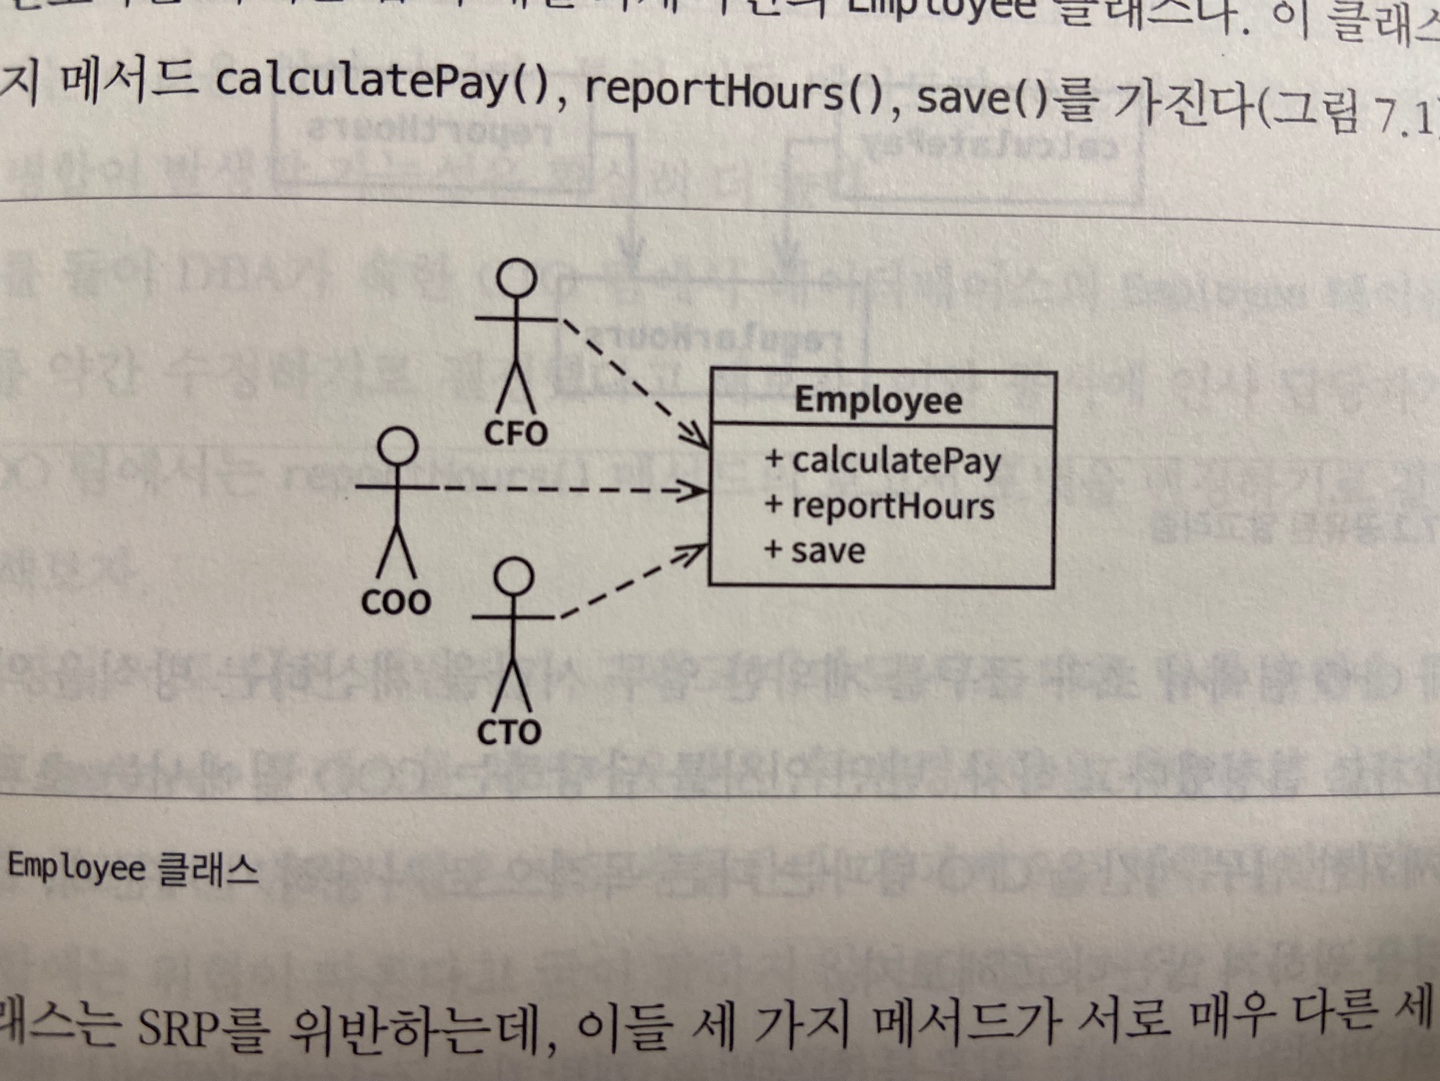 Employee 클래스다. 이 클래스
지 메서드 calculatePay(), reportHours(), save()를 가진다(그림 7.1)
CFO
Employee
+ calculatePay
COO
+ reportHours
+ save
CTO
Employee 클래스
래스는 SRP를 위반하는데, 이들 세 가지 메서드가 서로 매우 다른 세